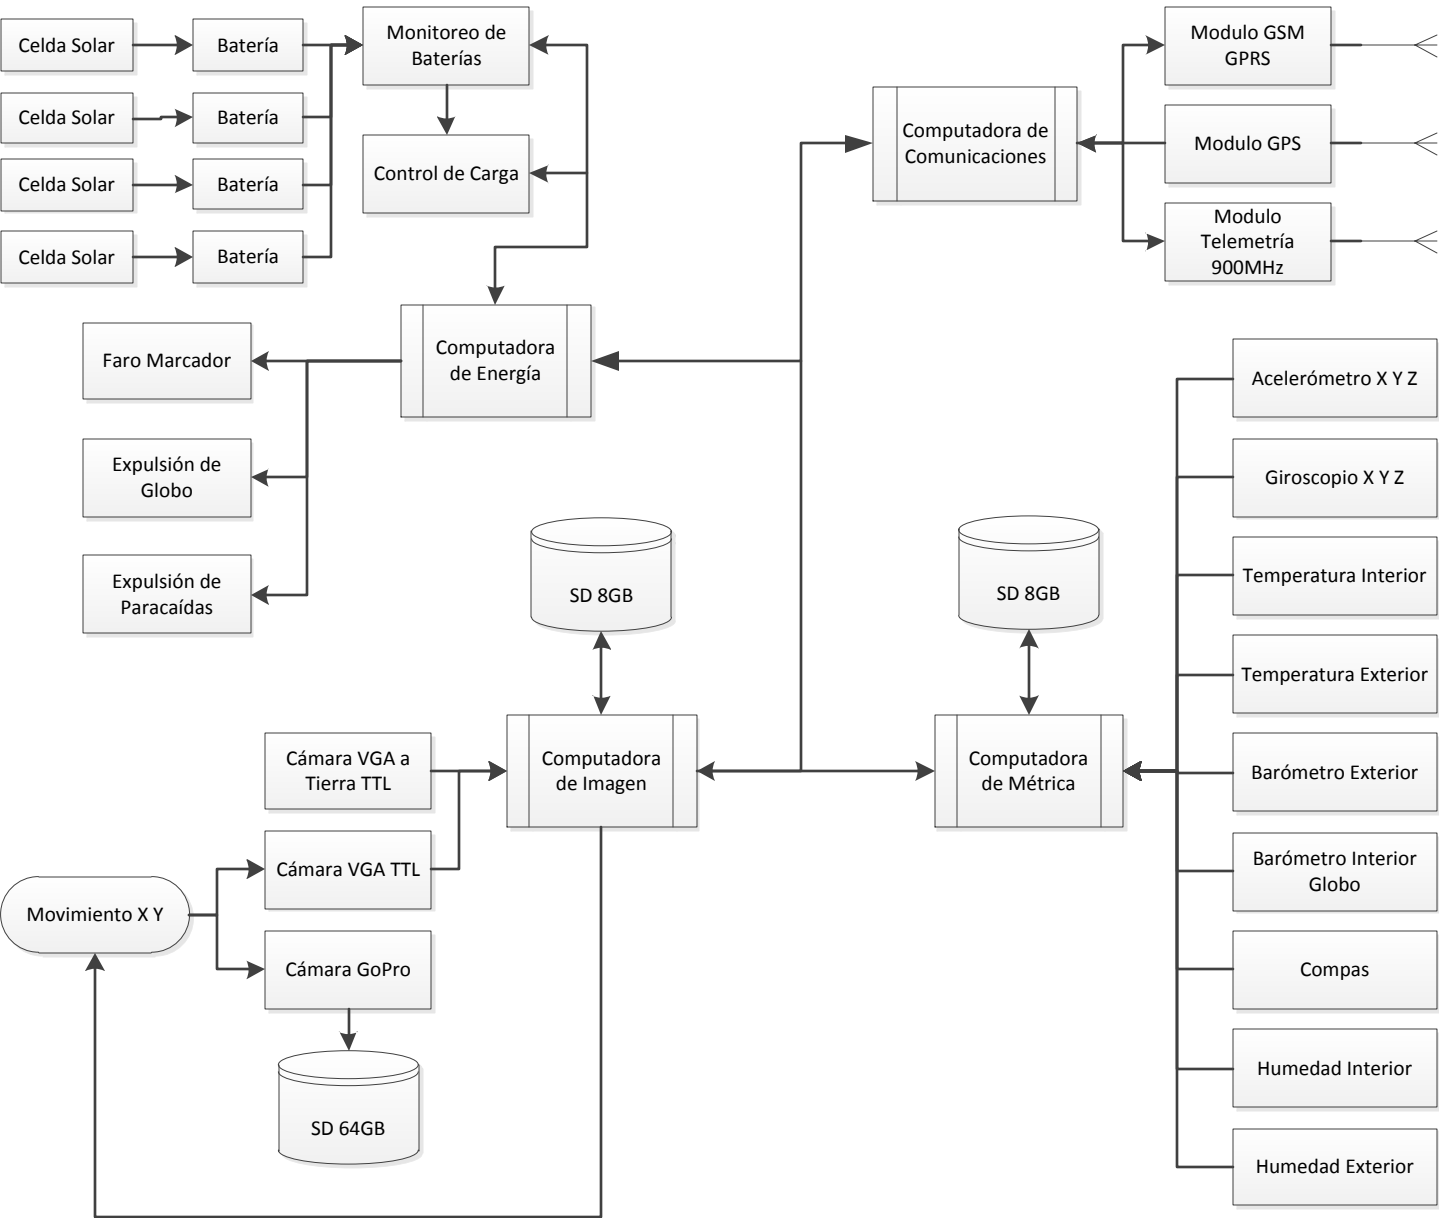 Celda Solar
Batería
Monitoreo de
Baterías
Celda Solar
Batería
Celda Solar
Batería
Control de Carga
Celda Solar
Batería
Computadora de
Comunicaciones
Modulo GSM
GPRS
Modulo GPS
Modulo
Telemetría
900MHz
Computadora
de Energía
Faro Marcador
Expulsión de
Globo
Expulsión de
Paracaídas
SD 8GB
SD 8GB
Acelerómetro X Y Z
Giroscopio X Y Z
Temperatura Interior
Temperatura Exterior
Barómetro Exterior
Barómetro Interior
Globo
Compas
Humedad Interior
Humedad Exterior
Cámara VGA a
Tierra TTL
Computadora
de Imagen
Computadora
de Métrica
Cámara VGA TTL
Movimiento X Y
Cámara GoPro
SD 64GB